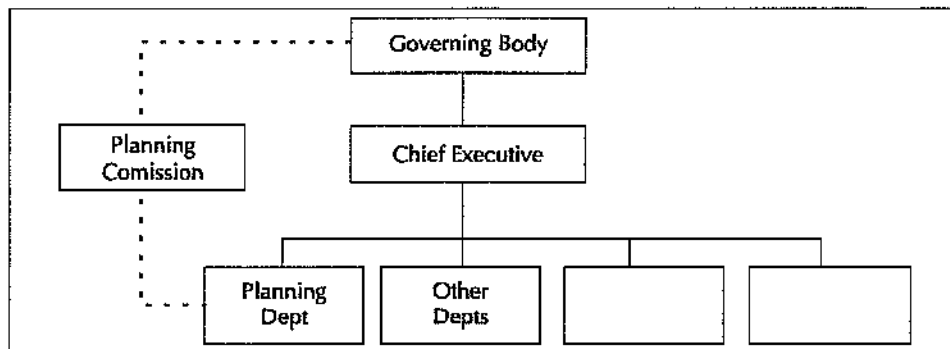 Governing Body
Planning
Comission
Chief Executive
Planning
Dept
Other
Depts